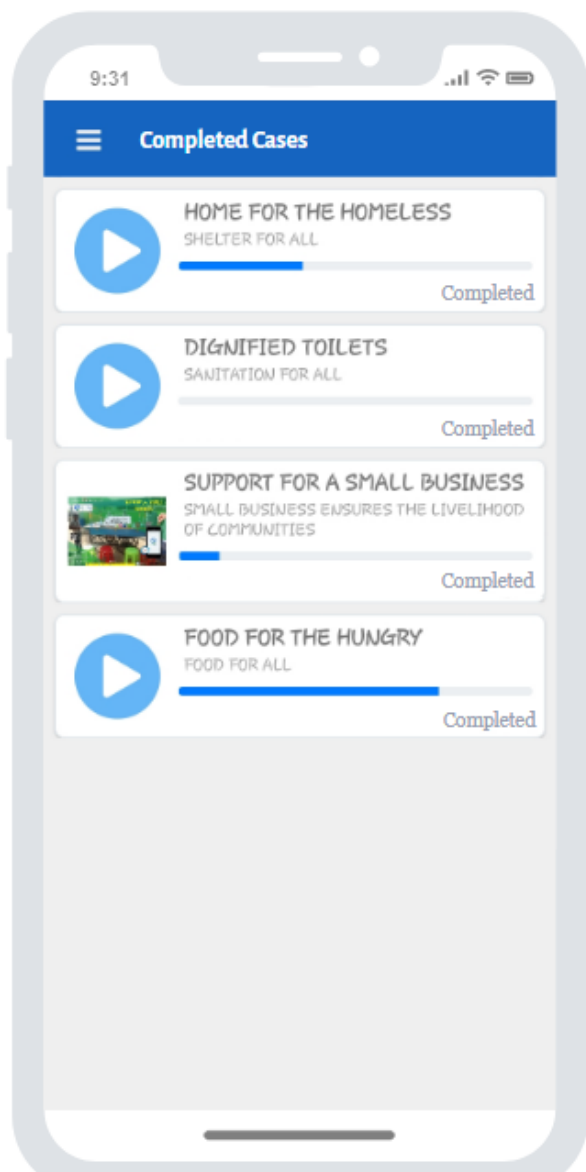 9:31
Completed Cases
HOME FOR THE HOMELESS
SHELTER FOR ALL
Completed
DIGNIFIED TOILETS
SANITATION FOR ALL
Completed
SUPPORT FOR A SMALL BUSINESS
SMALL BUSINESS ENSURES THE LIVELIHOOD
OF COMMUNITIES
Completed
FOOD FOR THE HUNGRY
FOOD FOR ALL
Completed